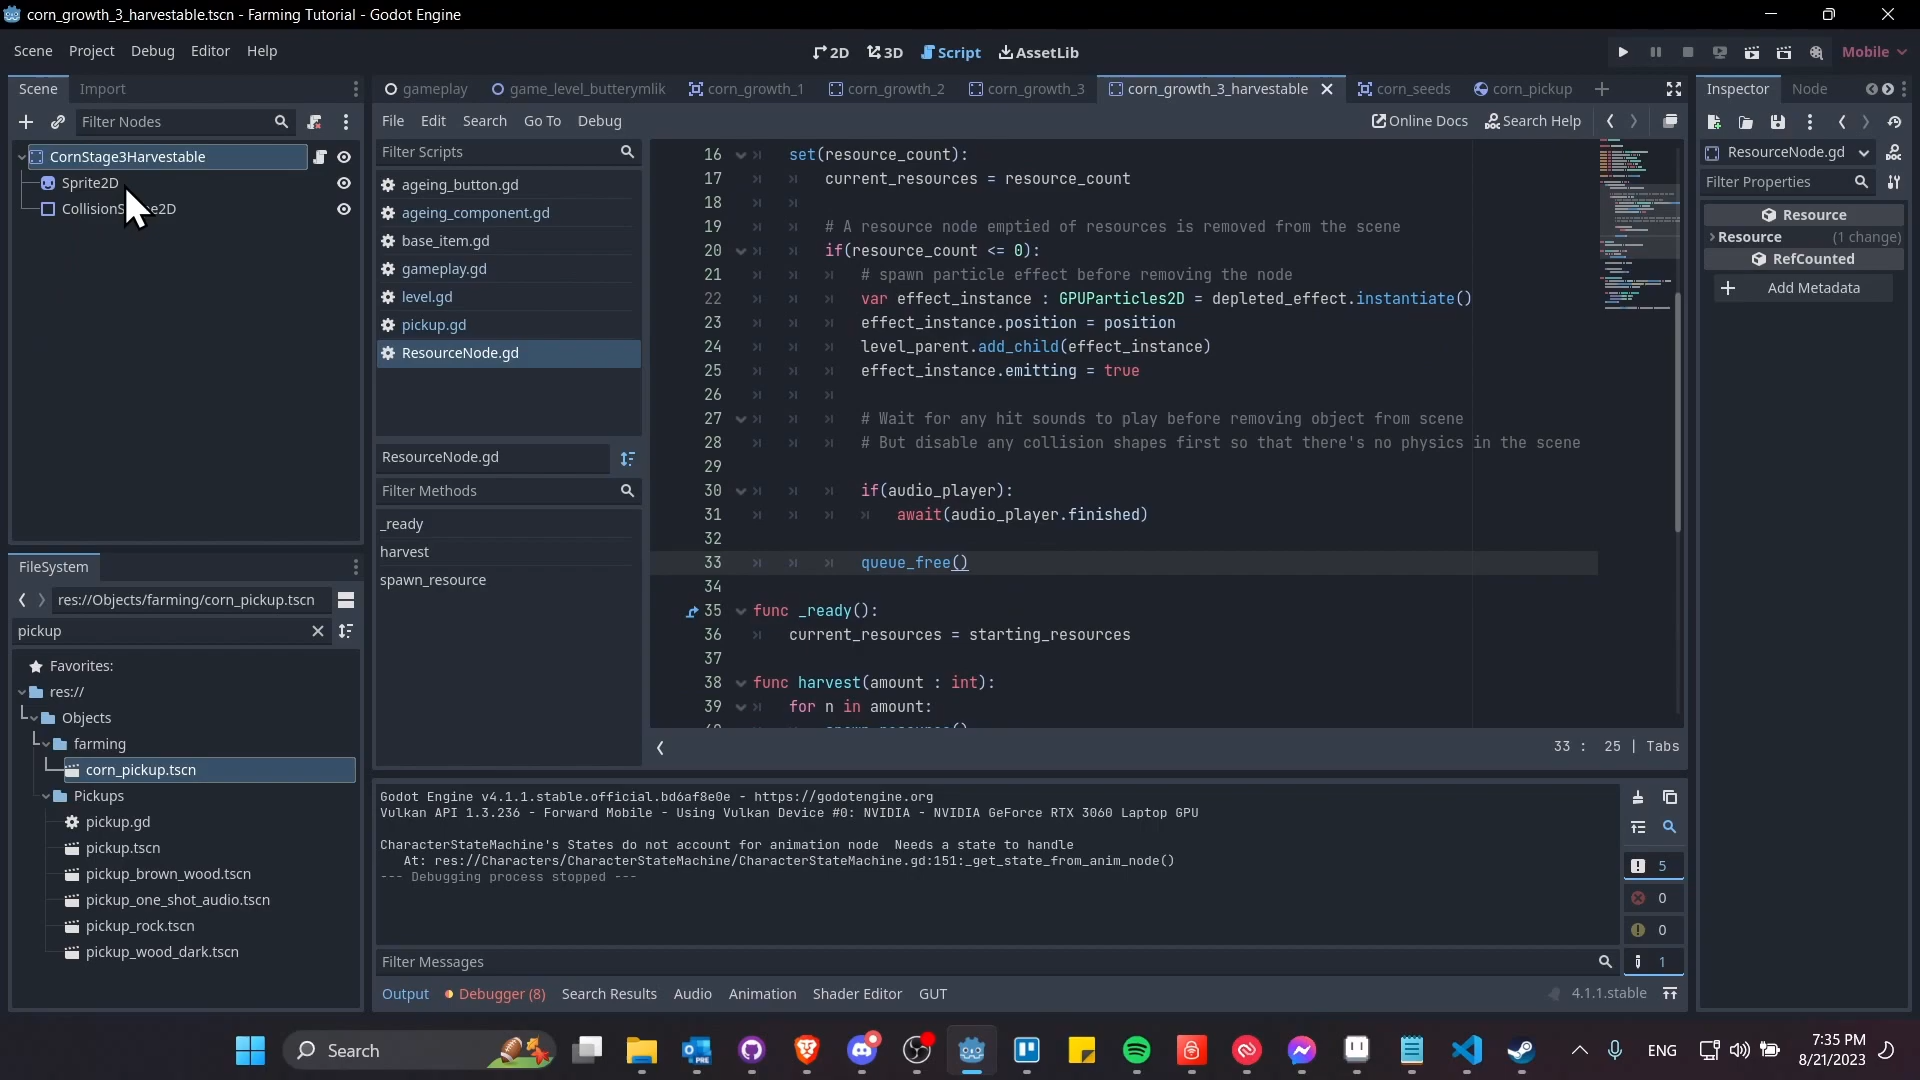 corn_growth_3_harvestable.tscn - Farming Tutorial - Godot Engine
Scene Project Debug Editor Help
2D 3D Script AssetLib
Mobile
Scene Import
gameplay game_level_butterymlik corn_growth_1 corn_growth_2 corn_growth_3 corn_growth_3_harvestable corn_seeds corn_pickup
Inspector Node
Filter Nodes
File Edit Search Go To Debug
Online Docs Search Help
CornStage3Harvestable
Sprite2D
Filter Scripts
ageing_button.gd
ageing_component.gd
base_item.gd
gameplay.gd
level.gd
pickup.gd
ResourceNode.gd
ResourceNode.gd
Filter Methods
_ready
harvest
spawn_resource
16 set(resource_count):
17 current_resources = resource_count
18
19 # A resource node emptied of resources is removed from the scene
20 if(resource_count <= 0):
21 # spawn particle effect before removing the node
22 var effect_instance : GPUParticles2D = depleted_effect.instantiate()
23 effect_instance.position = position
24 level_parent.add_child(effect_instance)
25 effect_instance.emitting = true
26
27 # Wait for any hit sounds to play before removing object from scene
28 # But disable any collision shapes first so that there's no physics in the scene
29
30 if(audio_player):
31 await(audio_player.finished)
32
33 queue_free()
34
35 func _ready():
36 current_resources = starting_resources
37
38 func harvest(amount : int):
39 for n in amount:
33 : 25 | Tabs
ResourceNode.gd
Filter Properties
Resource
Resource (1 change)
RefCounted
Add Metadata
FileSystem
res://Objects/farming/corn_pickup.tscn
pickup
Favorites:
res://
Objects
farming
corn_pickup.tscn
Pickups
pickup.gd
pickup.tscn
pickup_brown_wood.tscn
pickup_one_shot_audio.tscn
pickup_rock.tscn
pickup_wood_dark.tscn
Godot Engine v4.1.1.stable.official.bd6af8e0e - https://godotengine.org
Vulkan API 1.3.236 - Forward Mobile - Using Vulkan Device #0: NVIDIA - NVIDIA GeForce RTX 3060 Laptop GPU
CharacterStateMachine's States do not account for animation node  Needs a state to handle
At: res://Characters/CharacterStateMachine/CharacterStateMachine.gd:151:_get_state_from_anim_node()
--- Debugging process stopped ---
5
0
0
1
Filter Messages
Output Debugger (8) Search Results Audio Animation Shader Editor GUT
4.1.1.stable
Search
ENG
7:35 PM
8/21/2023